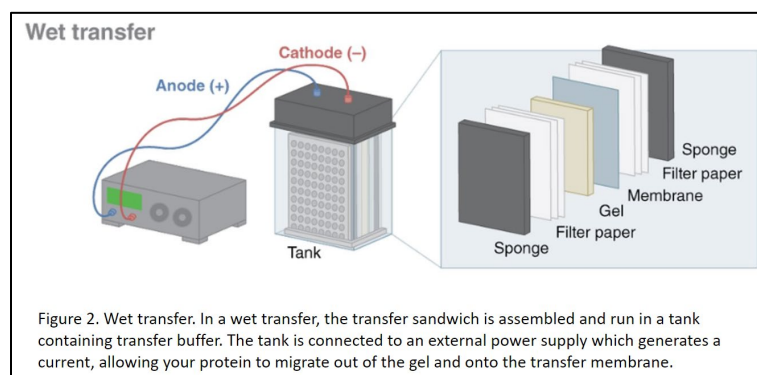 Wet transfer
Cathode (–)
Anode (+)
Tank
Sponge
Filter paper
Membrane
Gel
Filter paper
Sponge
Figure 2. Wet transfer. In a wet transfer, the transfer sandwich is assembled and run in a tank
containing transfer buffer. The tank is connected to an external power supply which generates a
current, allowing your protein to migrate out of the gel and onto the transfer membrane.